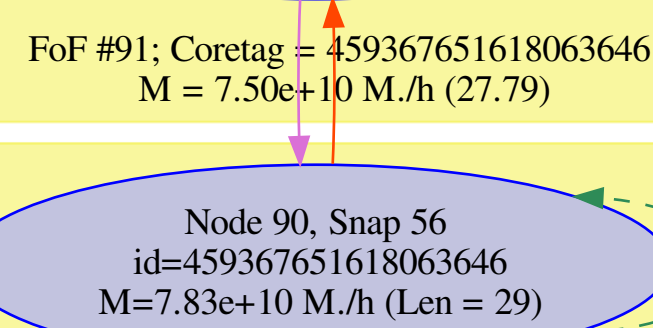 FoF #91; Coretag = 459367651618063646
M = 7.50e+10 M./h (27.79)
Node 90, Snap 56
id=459367651618063646
M=7.83e+10 M./h (Len = 29)